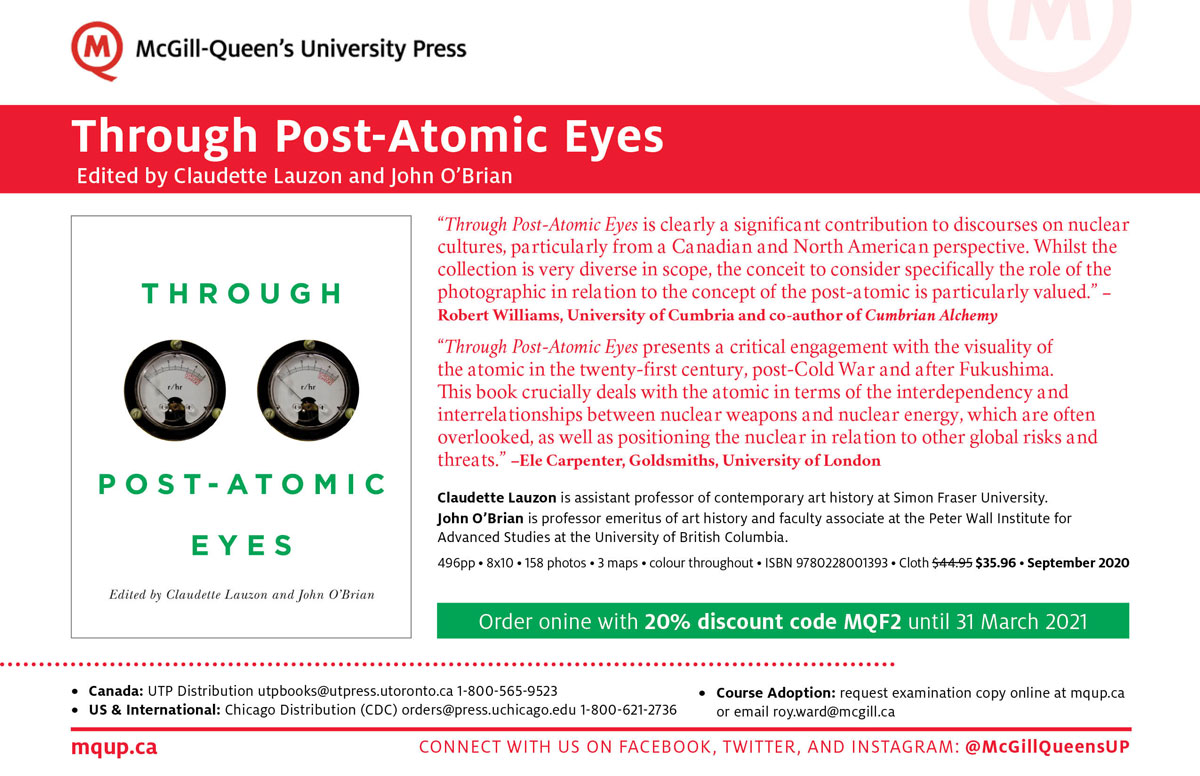 M McGill-Queen's University Press
M
Through Post-Atomic Eyes
Edited by Claudette Lauzon and John O'Brian
THROUGH
r/hr r/hr
POST-ATOMIC
EYES
Edited by Claudette Lauzon and John O'Brian
“Through Post-Atomic Eyes is clearly a significant contribution to discourses on nuclear
cultures, particularly from a Canadian and North American perspective. Whilst the
collection is very diverse in scope, the conceit to consider specifically the role of the
photographic in relation to the concept of the post-atomic is particularly valued.” –
Robert Williams, University of Cumbria and co-author of Cumbrian Alchemy
“Through Post-Atomic Eyes presents a critical engagement with the visuality of
the atomic in the twenty-first century, post-Cold War and after Fukushima.
This book crucially deals with the atomic in terms of the interdependency and
interrelationships between nuclear weapons and nuclear energy, which are often
overlooked, as well as positioning the nuclear in relation to other global risks and
threats.” –Ele Carpenter, Goldsmiths, University of London
Claudette Lauzon is assistant professor of contemporary art history at Simon Fraser University.
John O'Brian is professor emeritus of art history and faculty associate at the Peter Wall Institute for
Advanced Studies at the University of British Columbia.
496pp • 8x10 • 158 photos • 3 maps • colour throughout • ISBN 9780228001393 • Cloth $44.95 $35.96 • September 2020
Order onine with 20% discount code MQF2 until 31 March 2021
• Canada: UTP Distribution utpbooks@utpress.utoronto.ca 1-800-565-9523
• US & International: Chicago Distribution (CDC) orders@press.uchicago.edu 1-800-621-2736
• Course Adoption: request examination copy online at mqup.ca
or email roy.ward@mcgill.ca
mqup.ca
CONNECT WITH US ON FACEBOOK, TWITTER, AND INSTAGRAM: @McGillQueensUP